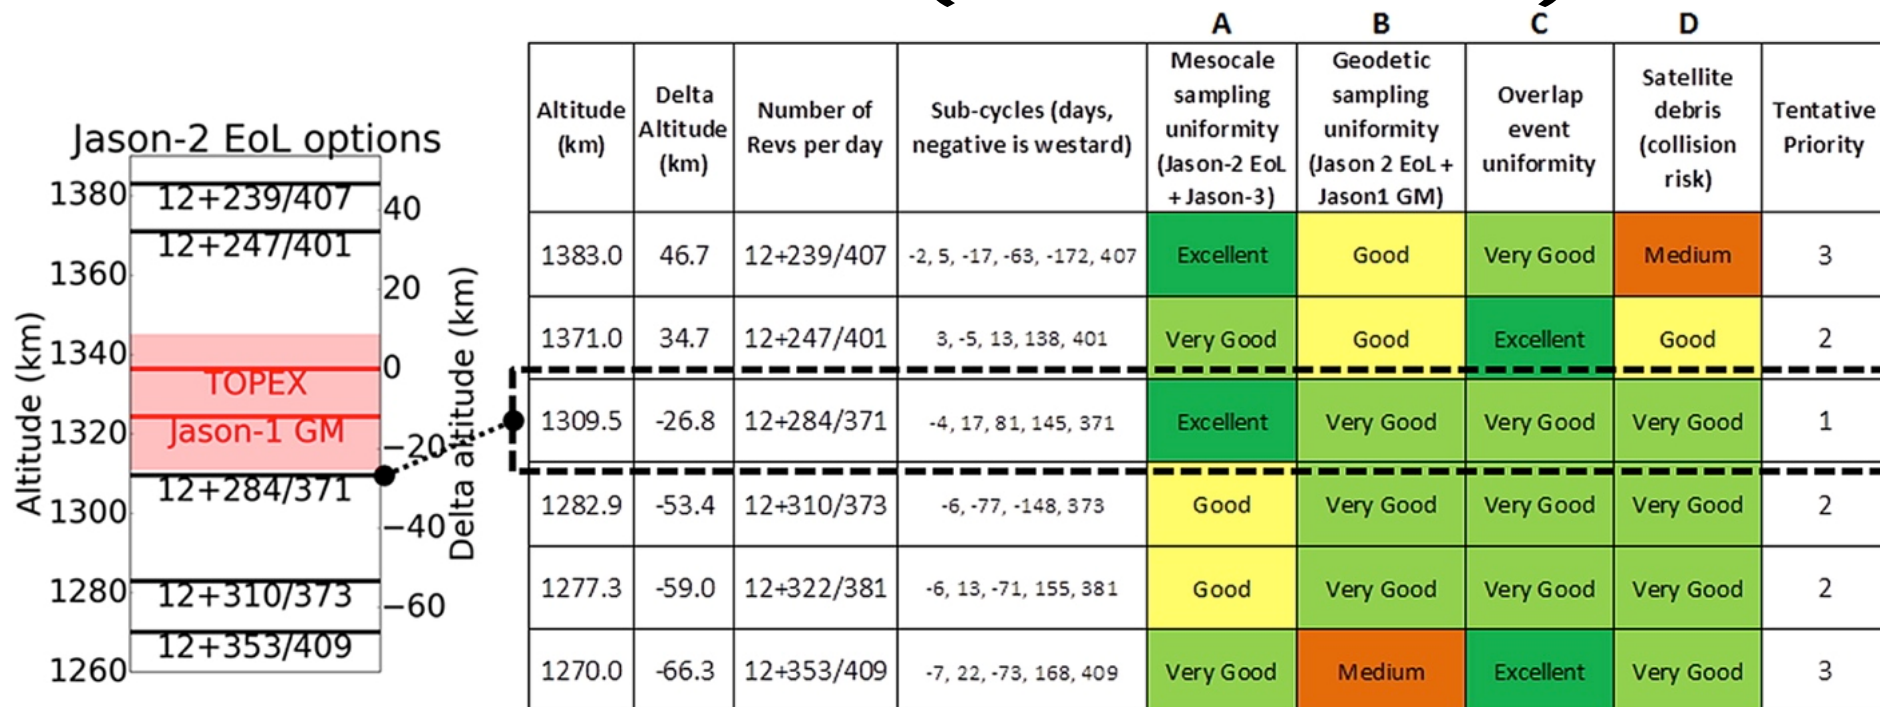 Jason-2 EoL options
Altitude (km)
1380
1360
1340
1320
1300
1280
1260
12+239/407
12+247/401
TOPEX
Jason-1 GM
12+284/371
12+310/373
12+353/409
40
20
0
−20
−40
−60
Delta altitude (km)
A B C D
Altitude
(km)
Delta
Altitude
(km)
Number of
Revs per day
Sub-cycles (days,
negative is westard)
Mesocale
sampling
uniformity
(Jason-2 EoL
+ Jason-3)
Geodetic
sampling
uniformity
(Jason 2 EoL +
Jason1 GM)
Overlap
event
uniformity
Satellite
debris
(collision
risk)
Tentative
Priority
1383.0 46.7 12+239/407 -2, 5, -17, -63, -172, 407 Excellent Good Very Good Medium 3
1371.0 34.7 12+247/401 3, -5, 13, 138, 401 Very Good Good Excellent Good 2
1309.5 -26.8 12+284/371 -4, 17, 81, 145, 371 Excellent Very Good Very Good Very Good 1
1282.9 -53.4 12+310/373 -6, -77, -148, 373 Good Very Good Very Good Very Good 2
1277.3 -59.0 12+322/381 -6, 13, -71, 155, 381 Good Very Good Very Good Very Good 2
1270.0 -66.3 12+353/409 -7, 22, -73, 168, 409 Very Good Medium Excellent Very Good 3